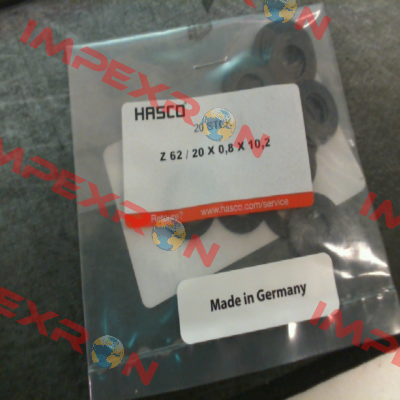 HASCO
20 STCK
Z 62 / 20 X 0,8 X 10,2
www.hasco.com/service
Made in Germany
IMPEXRON
IMPEXRON
IMPEXRON
IMPEXRON